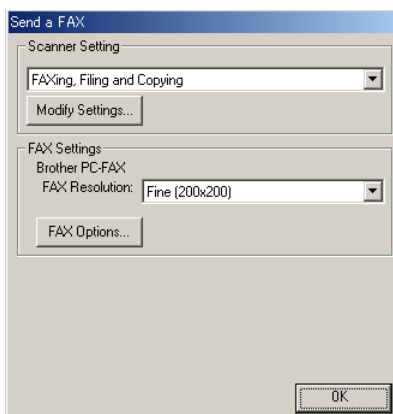 Send a FAX
Scanner Setting
FAXing, Filing and Copying
Modify Settings...
FAX Settings
Brother PC-FAX
FAX Resolution: Fine (200x200)
FAX Options...
OK